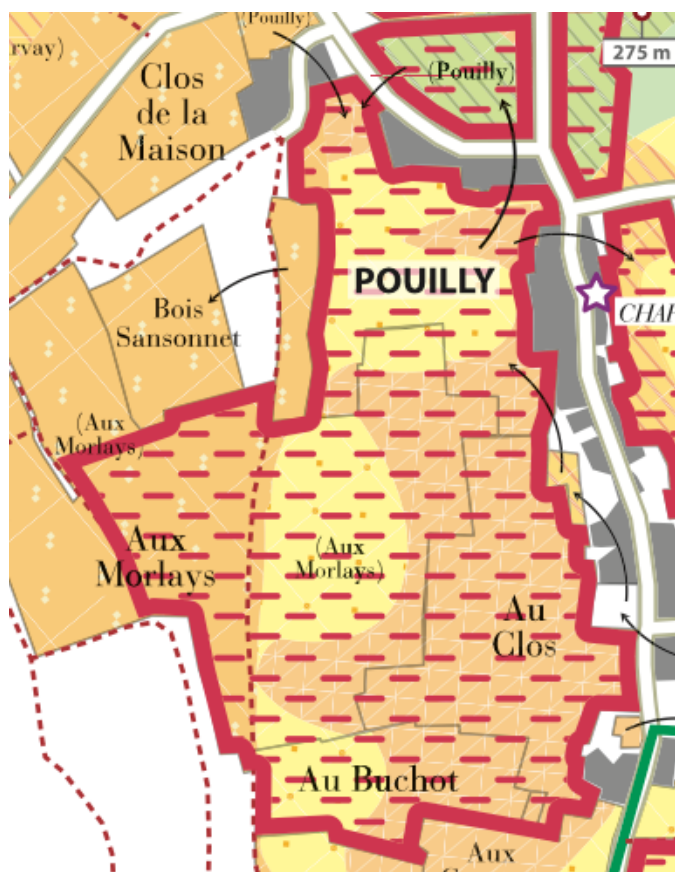 (Pouilly)
rvay)
275 m
(Pouilly)
Clos
de la
Maison
POUILLY
CHAP
Bois
Sansonnet
(Aux
Morlays)
Aux
Morlays
(Aux
Morlays)
Au
Clos
Au Buchot
Aux